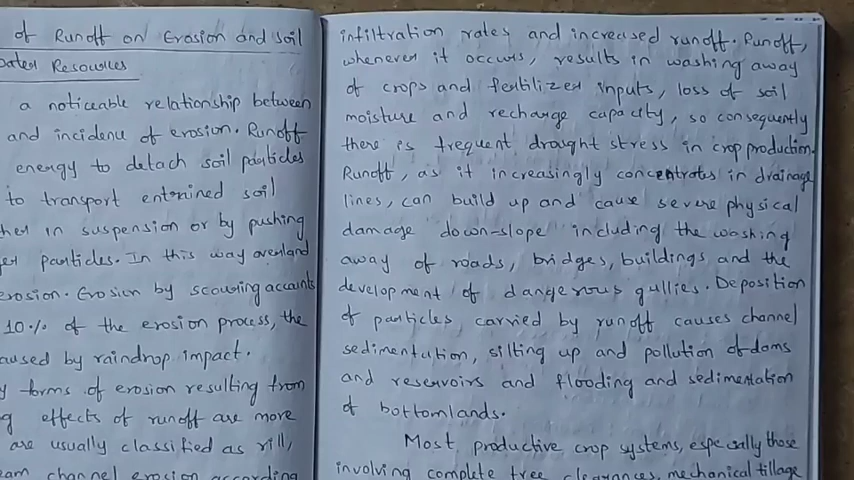 of Runoff on Erosion and soil
Resources
a noticeable relationship between
and incidence of erosion. Runoff
energy to detach soil particles
to transport entrained soil
in suspension or by pushing
particles. In this way overland
erosion. Erosion by scouring accounts
10% of the erosion process, the
by raindrop impact.
forms of erosion resulting from
effects of runoff are more
are usually classified as rill,
channel erosion according
infiltration rates and increased runoff. Runoff,
whenever it occurs, results in washing away
of crops and fertilizer inputs, loss of soil
moisture and recharge capacity, so consequently
there is frequent drought stress in crop production.
Runoff, as it increasingly concentrates in drainage
lines, can build up and cause severe physical
damage down-slope including the washing
away of roads, bridges, buildings and the
development of dangerous gullies. Deposition
of particles, carried by runoff causes channel
sedimentution, silting up and pollution of dams
and reservoirs and flooding and sedimentation
of bottomlands.
Most productive crop systems, especially those
involving complete tree clearances, mechanical tillage